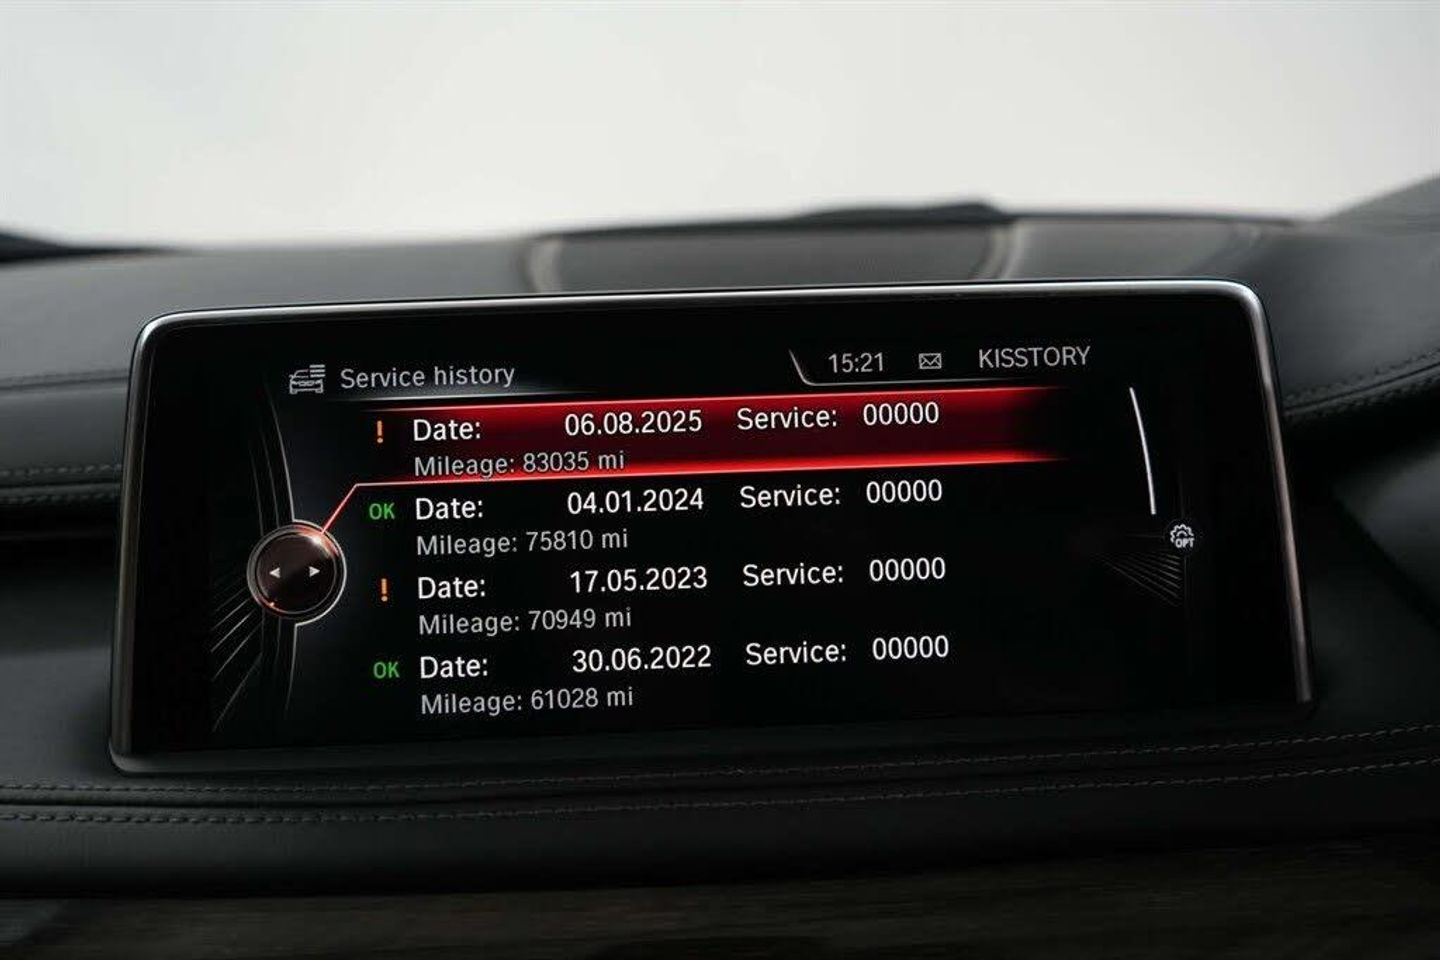 Service history 15:21 KISSTORY
! Date: 06.08.2025 Service: 00000
Mileage: 83035 mi
OK Date: 04.01.2024 Service: 00000
Mileage: 75810 mi
! Date: 17.05.2023 Service: 00000
Mileage: 70949 mi
OPT
OK Date: 30.06.2022 Service: 00000
Mileage: 61028 mi